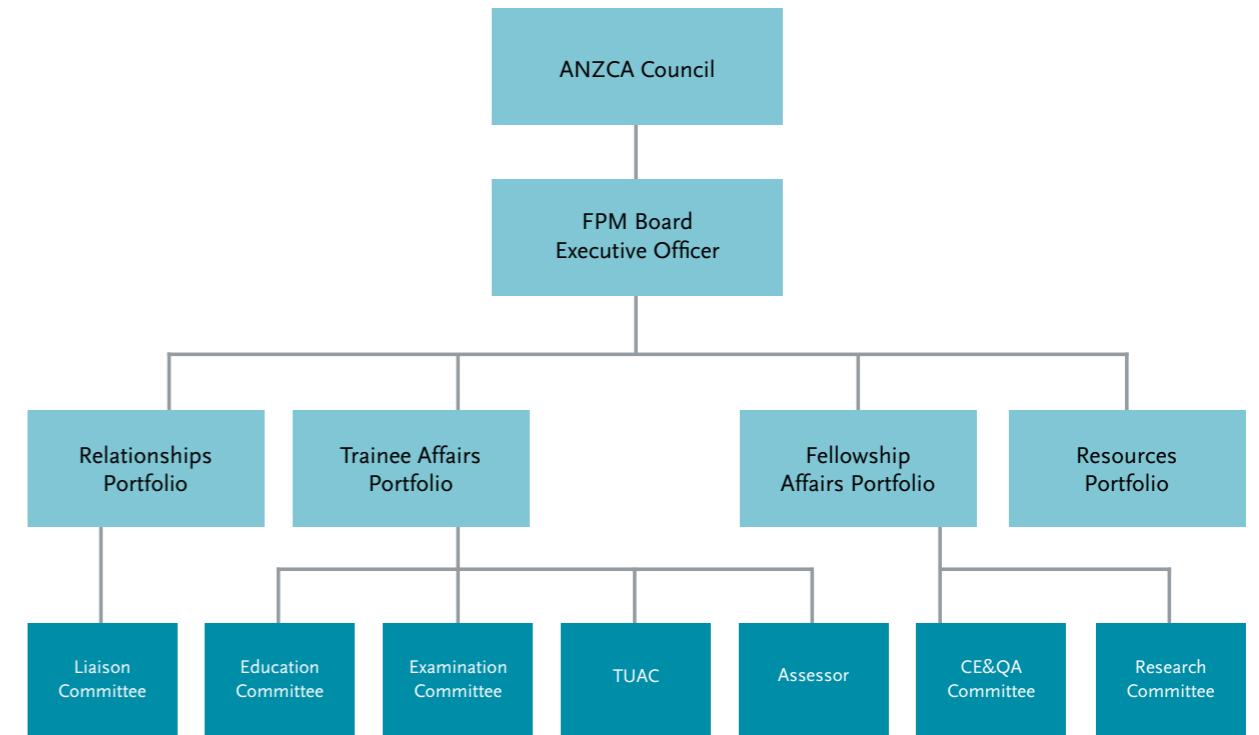 ANZCA Council
FPM Board
Executive Officer
Relationships
Portfolio
Trainee Affairs
Portfolio
Fellowship
Affairs Portfolio
Resources
Portfolio
Liaison
Committee
Education
Committee
Examination
Committee
TUAC
Assessor
CE&QA
Committee
Research
Committee